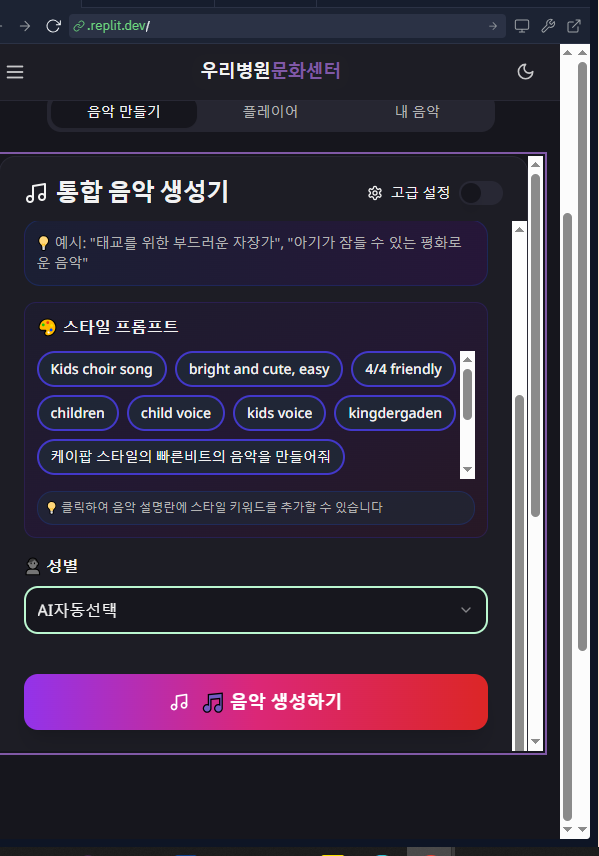 .replit.dev/
우리병원문화센터
음악 만들기
플레이어
내 음악
통합 음악 생성기
고급 설정
예시: "태교를 위한 부드러운 자장가", "아기가 잠들 수 있는 평화로
운 음악"
스타일 프롬프트
Kids choir song
bright and cute, easy
4/4 friendly
children
child voice
kids voice
kingdergaden
케이팝 스타일의 빠른비트의 음악을 만들어줘
클릭하여 음악 설명란에 스타일 키워드를 추가할 수 있습니다
성별
AI자동선택
음악 생성하기